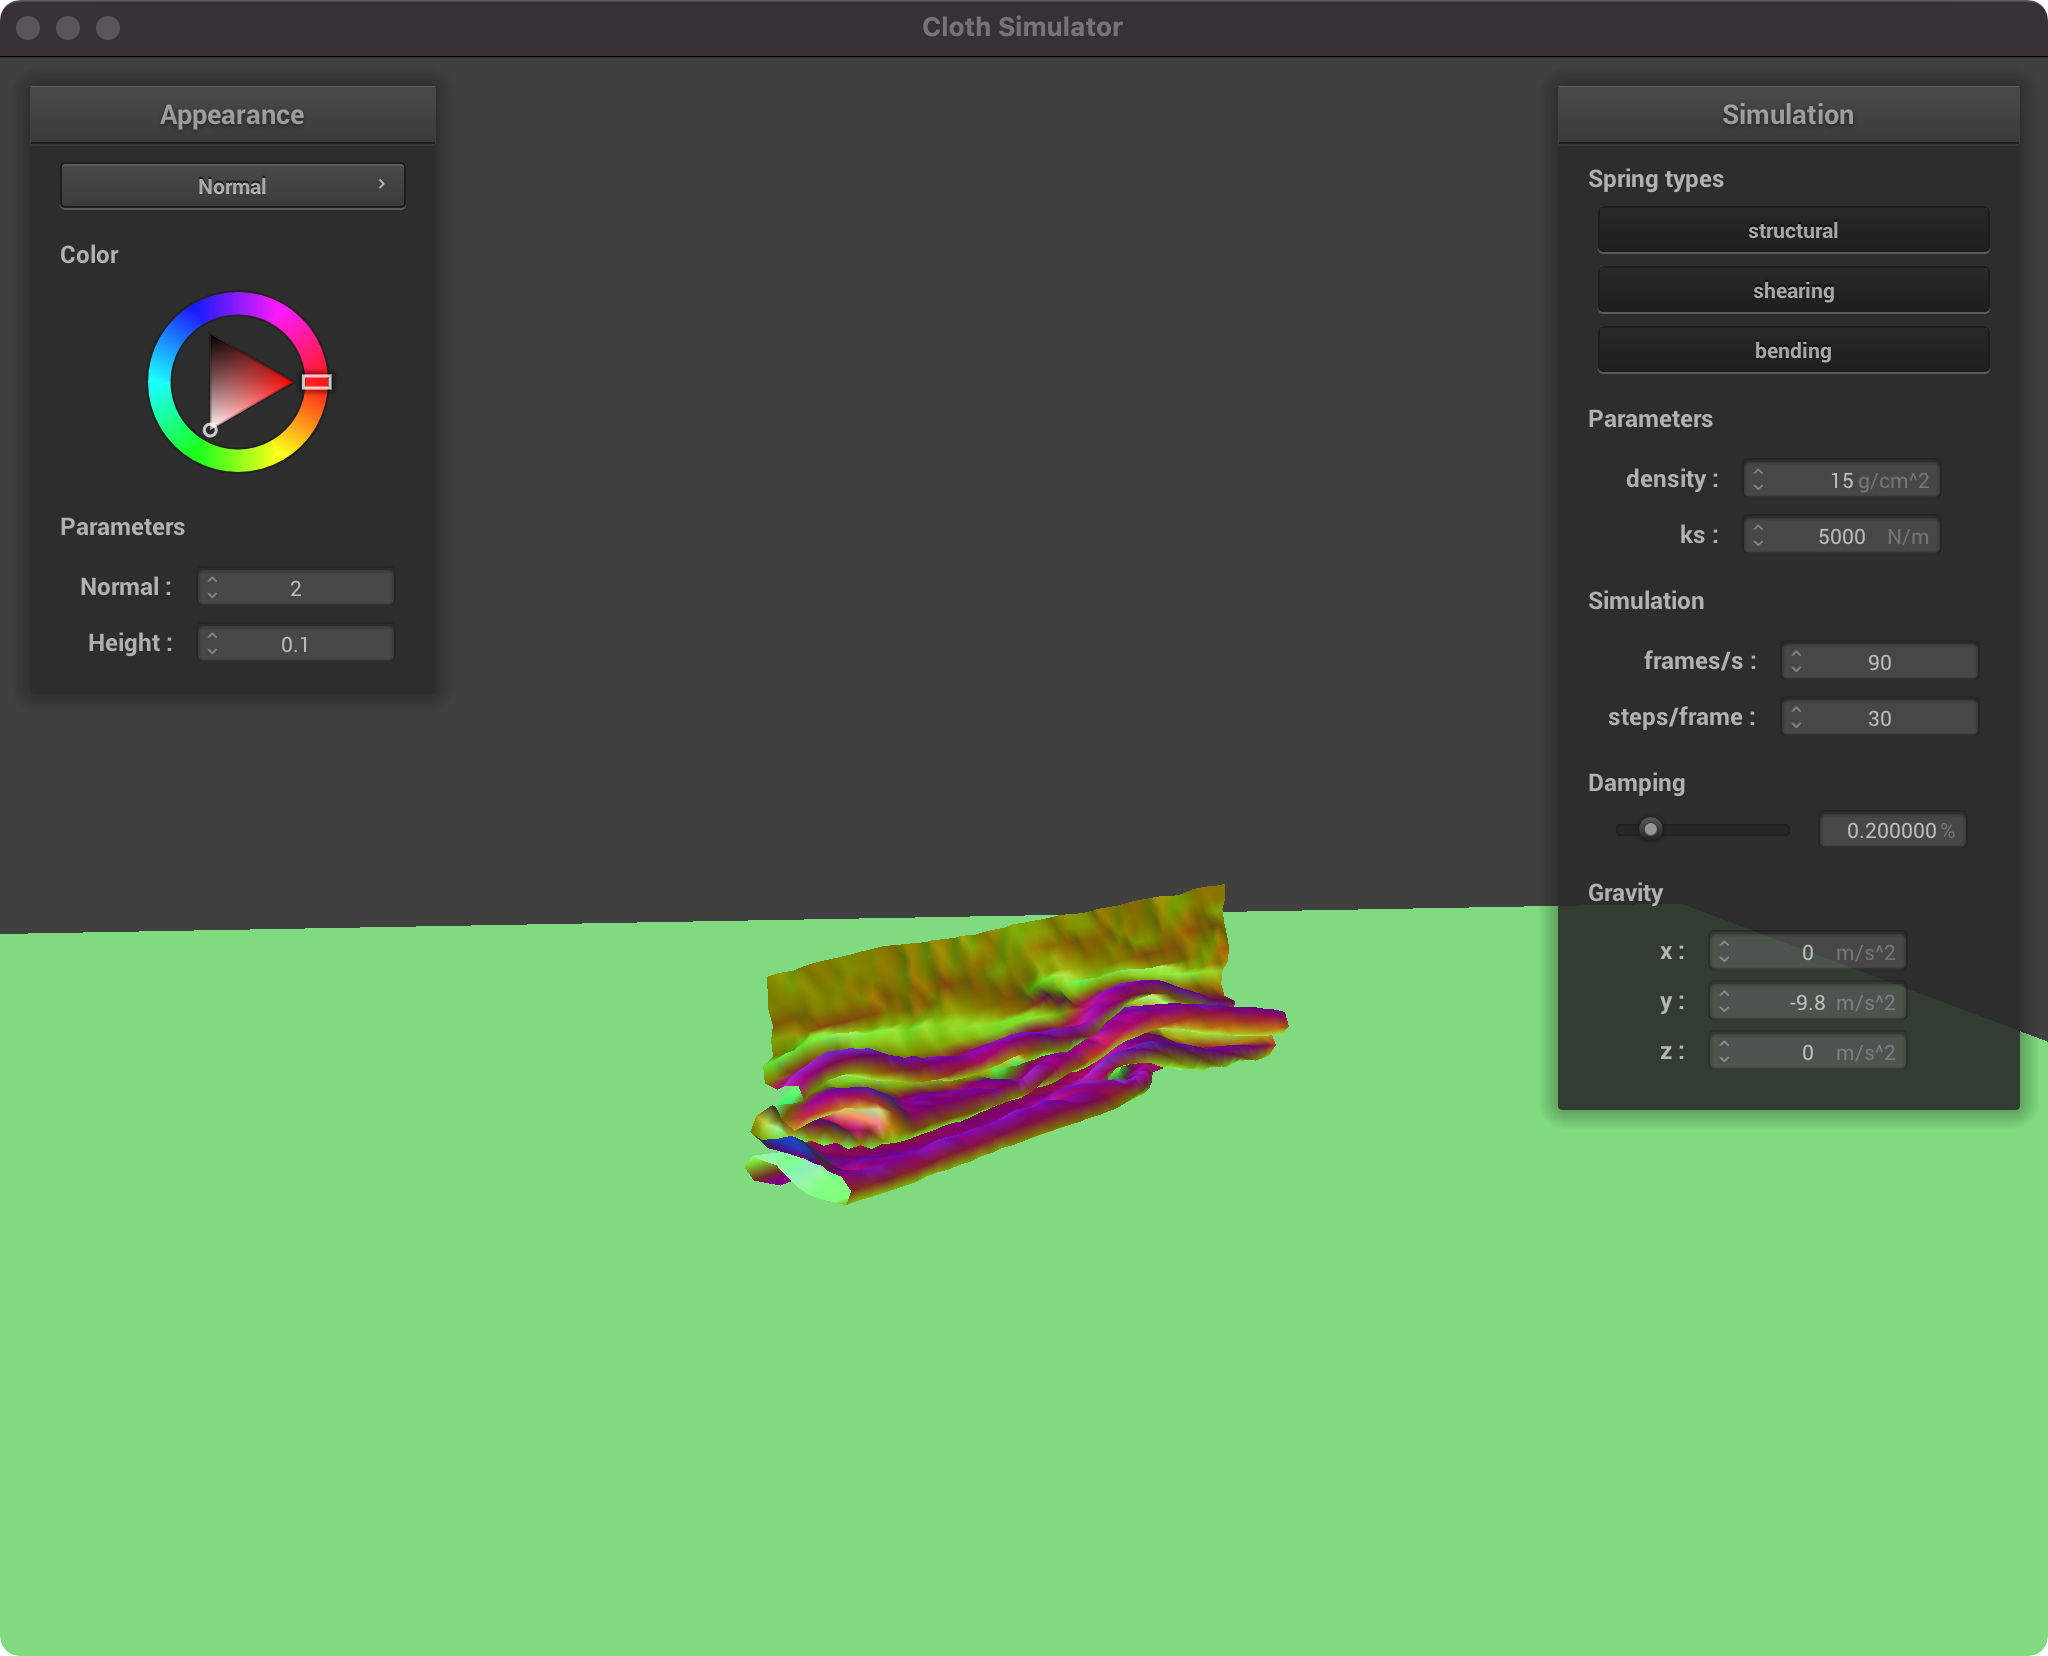 Cloth Simulator
Appearance
Normal
Color
Parameters
Normal : 2
Height : 0.1
Simulation
Spring types
structural
shearing
bending
Parameters
density : 15 g/cm^2
ks : 5000 N/m
Simulation
frames/s : 90
steps/frame : 30
Damping
0.200000 %
Gravity
x : 0 m/s^2
y : -9.8 m/s^2
z : 0 m/s^2